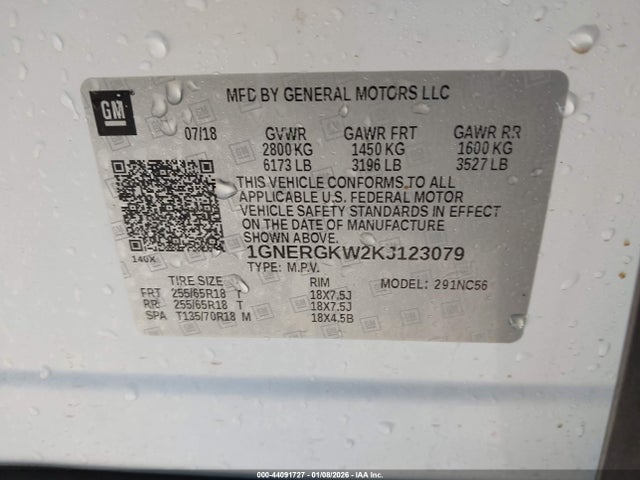 GM
MFD BY GENERAL MOTORS LLC
07/18 GVWR GAWR FRT GAWR RR
2800 KG 1450 KG 1600 KG
6173 LB 3196 LB 3527 LB
THIS VEHICLE CONFORMS TO ALL
APPLICABLE U.S. FEDERAL MOTOR
VEHICLE SAFETY STANDARDS IN EFFECT
ON THE DATE OF MANUFACTURE
SHOWN ABOVE.
140X 1GNERGKW2KJ123079
TYPE: M.P.V.
TIRE SIZE RIM MODEL: 291NC56
FRT 255/65R18 T 18X7.5J
RR 255/65R18 T 18X7.5J
SPA T135/70R18 M 18X4.5B
000-44091727 - 01/08/2026 - IAA Inc.